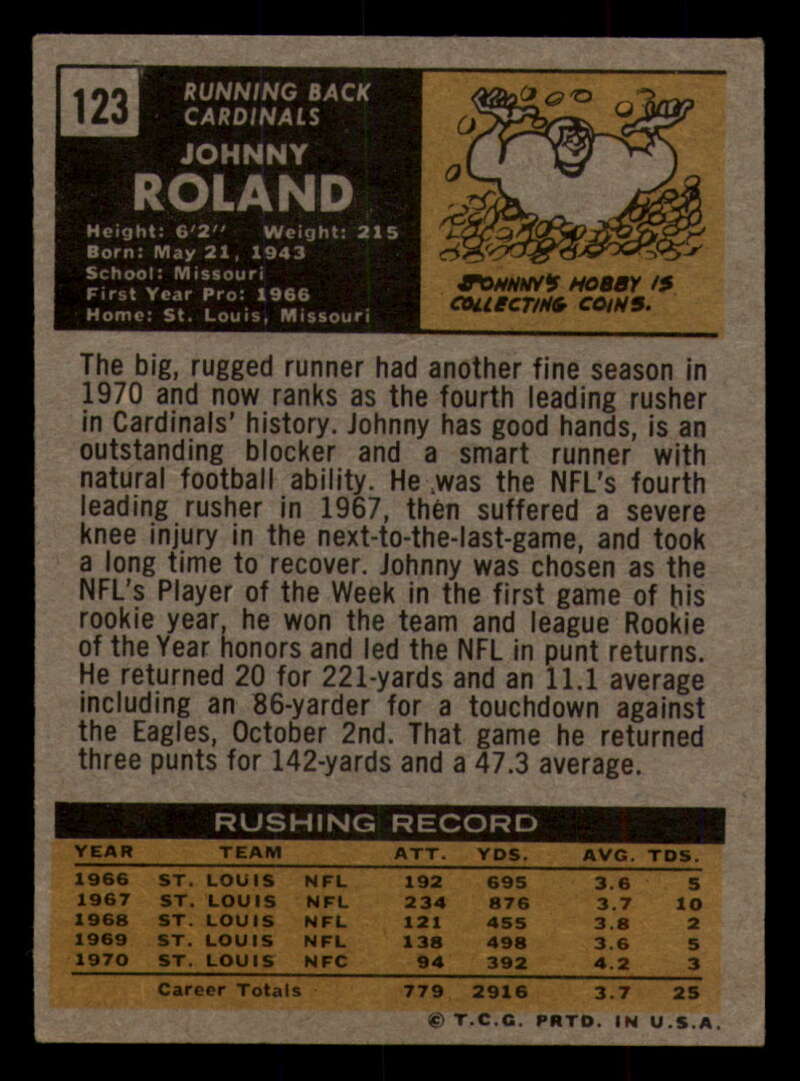 123
RUNNING BACK
CARDINALS
JOHNNY
ROLAND
Height: 6'2" Weight: 215
Born: May 21, 1943
School: Missouri
First Year Pro: 1966
Home: St. Louis, Missouri
JOHNNY'S HOBBY IS
COLLECTING COINS.
The big, rugged runner had another fine season in
1970 and now ranks as the fourth leading rusher
in Cardinals' history. Johnny has good hands, is an
outstanding blocker and a smart runner with
natural football ability. He was the NFL's fourth
leading rusher in 1967, then suffered a severe
knee injury in the next-to-the-last-game, and took
a long time to recover. Johnny was chosen as the
NFL's Player of the Week in the first game of his
rookie year, he won the team and league Rookie
of the Year honors and led the NFL in punt returns.
He returned 20 for 221-yards and an 11.1 average
including an 86-yarder for a touchdown against
the Eagles, October 2nd. That game he returned
three punts for 142-yards and a 47.3 average.
RUSHING RECORD
YEAR TEAM ATT. YDS. AVG. TDS.
1966 ST. LOUIS NFL 192 695 3.6 5
1967 ST. LOUIS NFL 234 876 3.7 10
1968 ST. LOUIS NFL 121 455 3.8 2
1969 ST. LOUIS NFL 138 498 3.6 5
1970 ST. LOUIS NFC 94 392 4.2 3
Career Totals 779 2916 3.7 25
© T.C.G. PRTD. IN U.S.A.